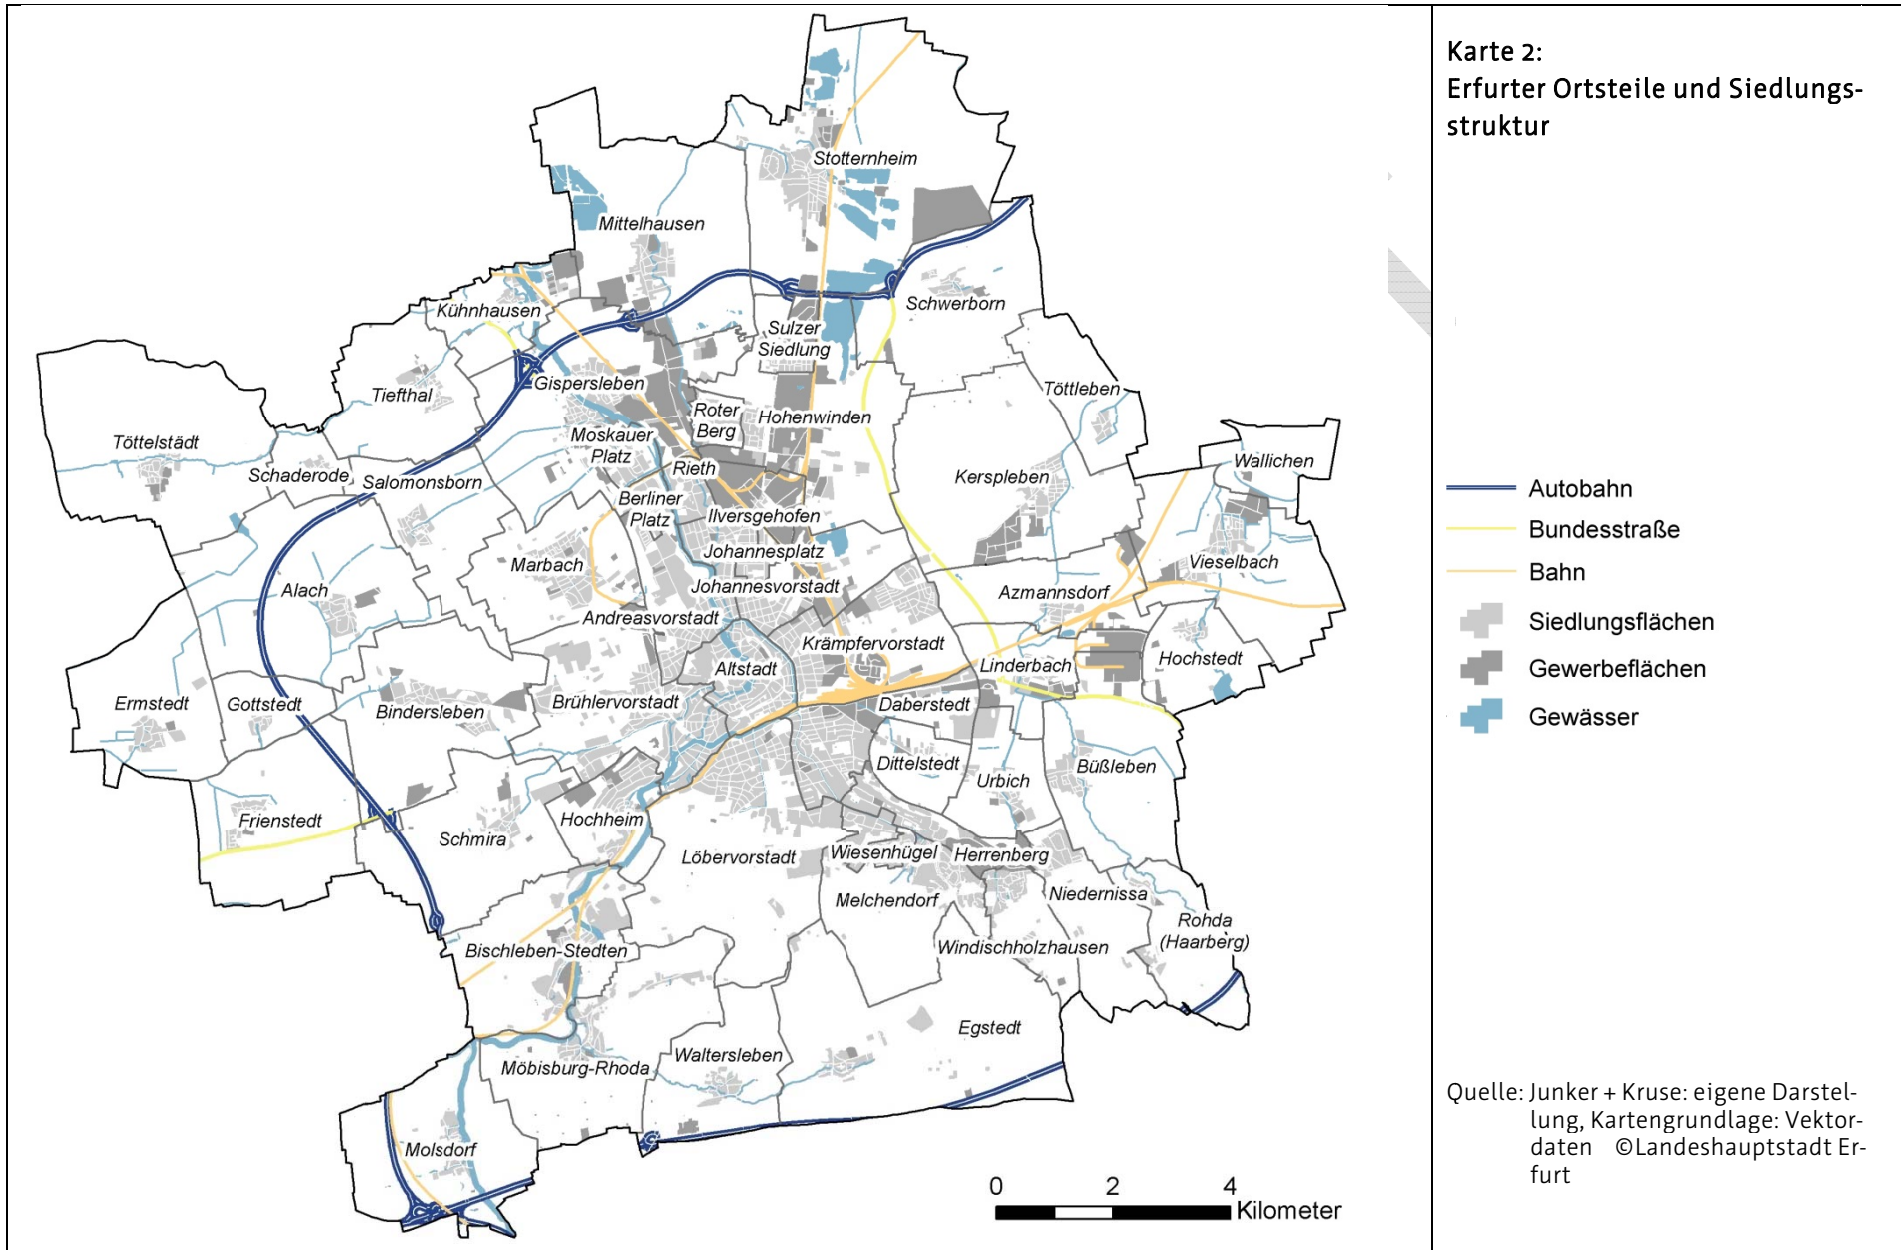 Karte 2:
Erfurter Ortsteile und Siedlungs-
struktur
Stotternheim
Mittelhausen
Schwerborn
Kühnhausen
Sulzer
Siedlung
Gispersleben
Tiefthal
Töttleben
Roter
Berg
Hohenwinden
Töttelstädt
Moskauer
Platz
Wallichen
Schaderode
Salomonsborn
Rieth
Kerspleben
Berliner
Platz
Ilversgehofen
Johannesplatz
Marbach
Vieselbach
Alach
Johannesvorstadt
Azmannsdorf
Andreasvorstadt
Krämpfervorstadt
Altstadt
Linderbach
Hochstedt
Ermstedt
Gottstedt
Bindersleben
Brühlervorstadt
Daberstedt
Dittelstedt
Urbich
Büßleben
Frienstedt
Schmira
Hochheim
Löbervorstadt
Wiesenhügel
Herrenberg
Melchendorf
Niedernissa
Rohda
(Haarberg)
Bischleben-Stedten
Windischholzhausen
Egstedt
Möbisburg-Rhoda
Waltersleben
Molsdorf
0 2 4
Kilometer
Autobahn
Bundesstraße
Bahn
Siedlungsflächen
Gewerbeflächen
Gewässer
Quelle: Junker + Kruse: eigene Darstel-
lung, Kartengrundlage: Vektor-
daten ©Landeshauptstadt Er-
furt